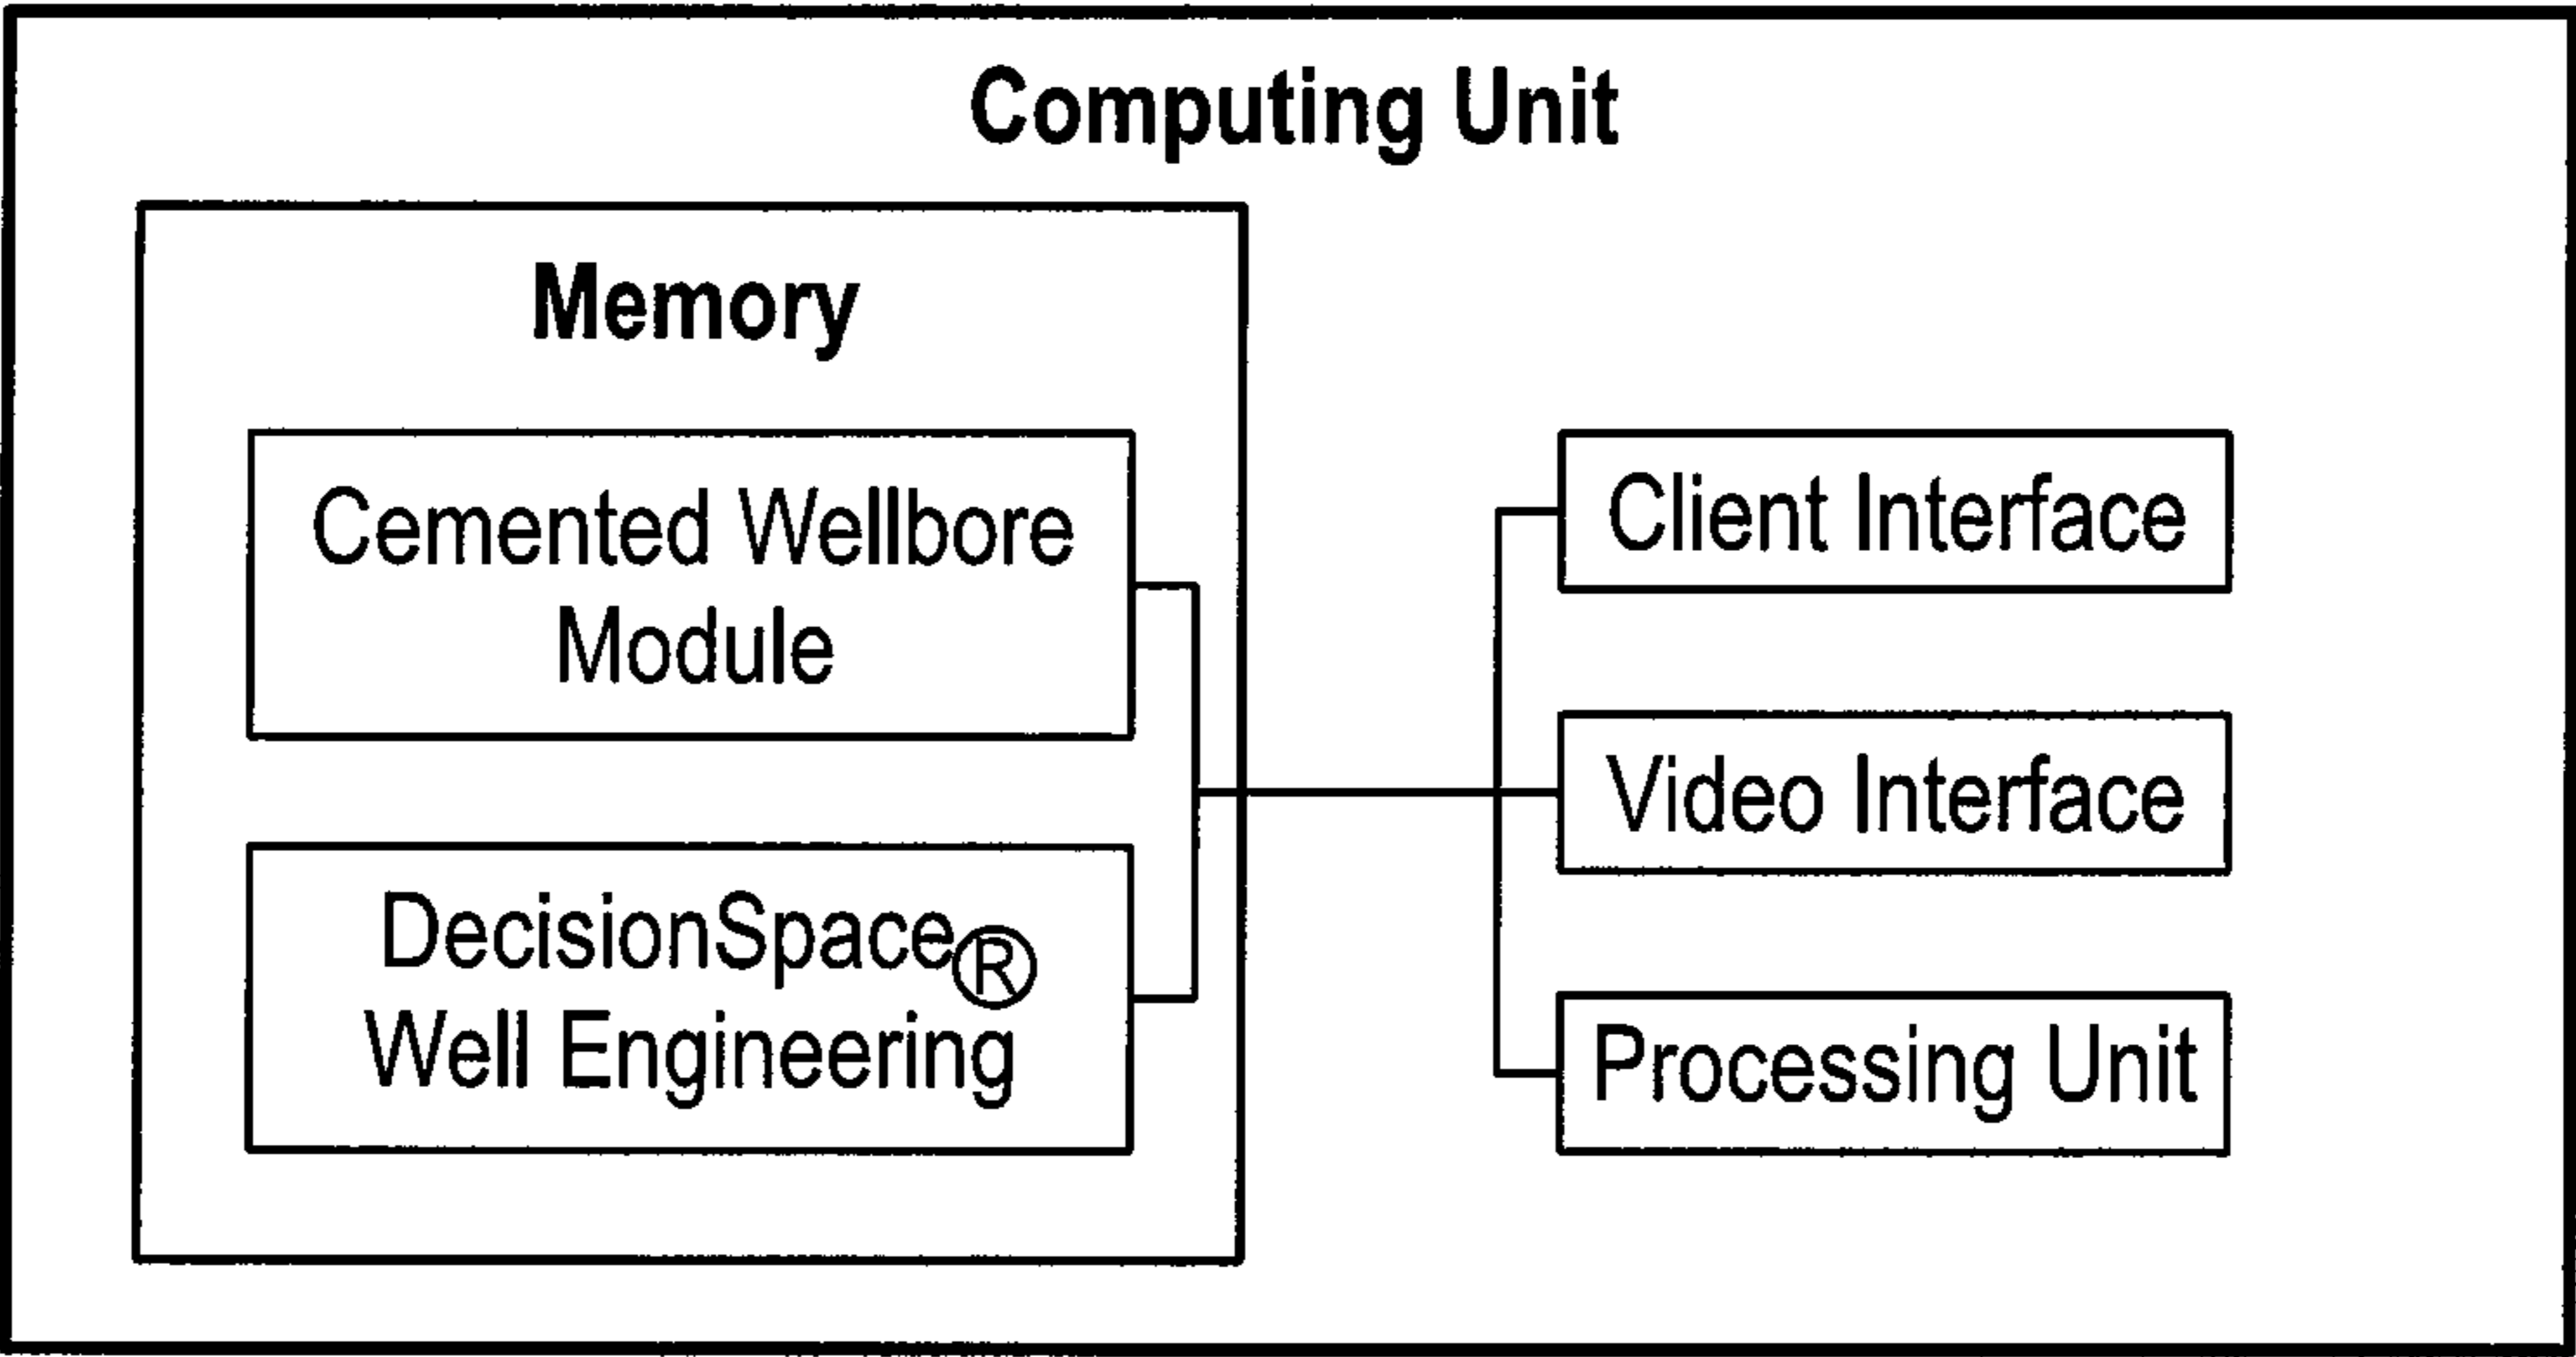 Computing Unit
Memory
Cemented Wellbore
Module
DecisionSpace®
Well Engineering
Client Interface
Video Interface
Processing Unit